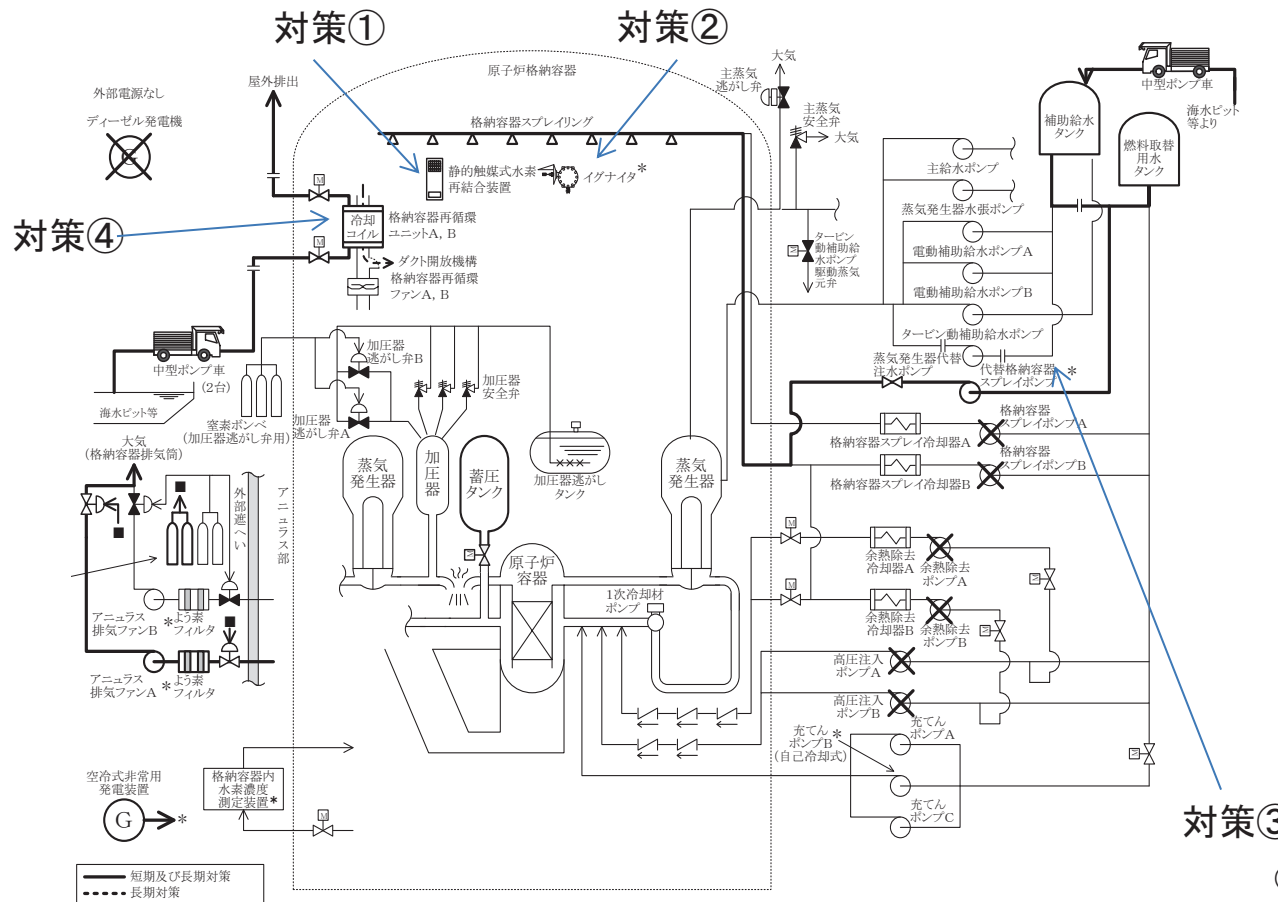 対策①
対策②
外部電源なし
ディーゼル発電機
G
屋外排出
原子炉格納容器
大気
主蒸気
逃がし弁
主蒸気
安全弁
大気
中型ポンプ車
海水ピット
等より
補助給水
タンク
燃料取替
用水
タンク
格納容器スプレイリング
静的触媒式水素
再結合装置
イグナイタ*
主給水ポンプ
蒸気発生器水張ポンプ
M
対策④
冷却
コイル
格納容器再循環
ユニットA, B
M
ダクト開放機構
格納容器再循環
ファンA, B
タービン
動補助給
水ポンプ
駆動蒸気
元弁
M
電動補助給水ポンプA
電動補助給水ポンプB
タービン動補助給水ポンプ
蒸気発生器代替
注水ポンプ
代替格納容器*
スプレイポンプ
中型ポンプ車
(2台)
海水ピット等
窒素ボンベ
(加圧器逃がし弁用)
加圧器
逃がし弁B
加圧器
逃がし弁A
加圧器
安全弁
格納容器
スプレイポンプA
格納容器スプレイ冷却器A
格納容器
スプレイポンプB
格納容器スプレイ冷却器B
大気
(格納容器排気筒)
蒸気
発生器
加
圧
器
蓄圧
タンク
加圧器逃がし
タンク
蒸気
発生器
外部遮へい
アニュラス部
M
原子炉
容器
1次冷却材
ポンプ
M
余熱除去
冷却器A
余熱除去
ポンプA
M
M
余熱除去
冷却器B
余熱除去
ポンプB
M
アニュラス
排気ファンB
*よう素
フィルタ
アニュラス
排気ファンA
*よう素
フィルタ
高圧注入
ポンプA
高圧注入
ポンプB
充てん
ポンプA
充てん*
ポンプB
(自己冷却式)
充てん
ポンプC
M
空冷式非常用
発電装置
G
*
格納容器内
水素濃度
測定装置*
M
対策③
短期及び長期対策
長期対策